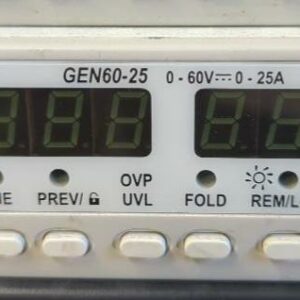 GEN60-25 0 - 60V⎓0 - 25A
OVP
PREV/ UVL FOLD REM/L